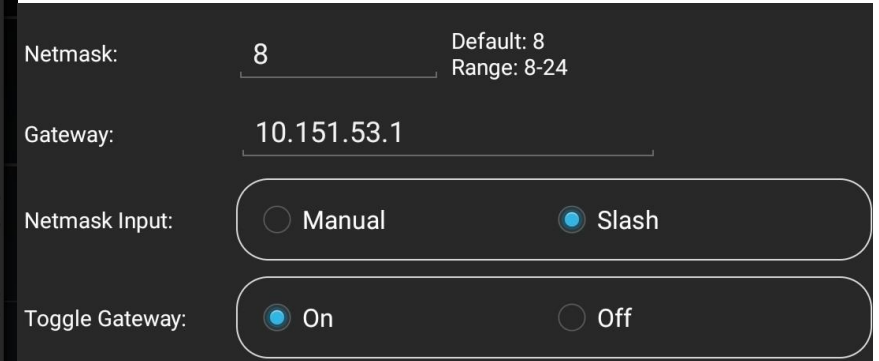 Netmask: 8 Default: 8
Range: 8-24
Gateway: 10.151.53.1
Netmask Input: Manual Slash
Toggle Gateway: On Off